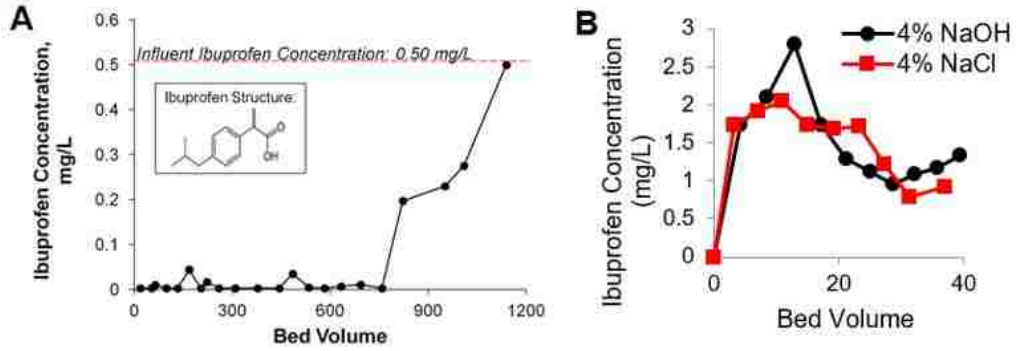 A
Ibuprofen Concentration,
mg/L
0.6
0.5
0.4
0.3
0.2
0.1
0
Influent Ibuprofen Concentration: 0.50 mg/L
Ibuprofen Structure:
O
OH
0 300 600 900 1200
Bed Volume
B
Ibuprofen Concentration
(mg/L)
3
2.5
2
1.5
1
0.5
0
4% NaOH
4% NaCl
0 20 40
Bed Volume